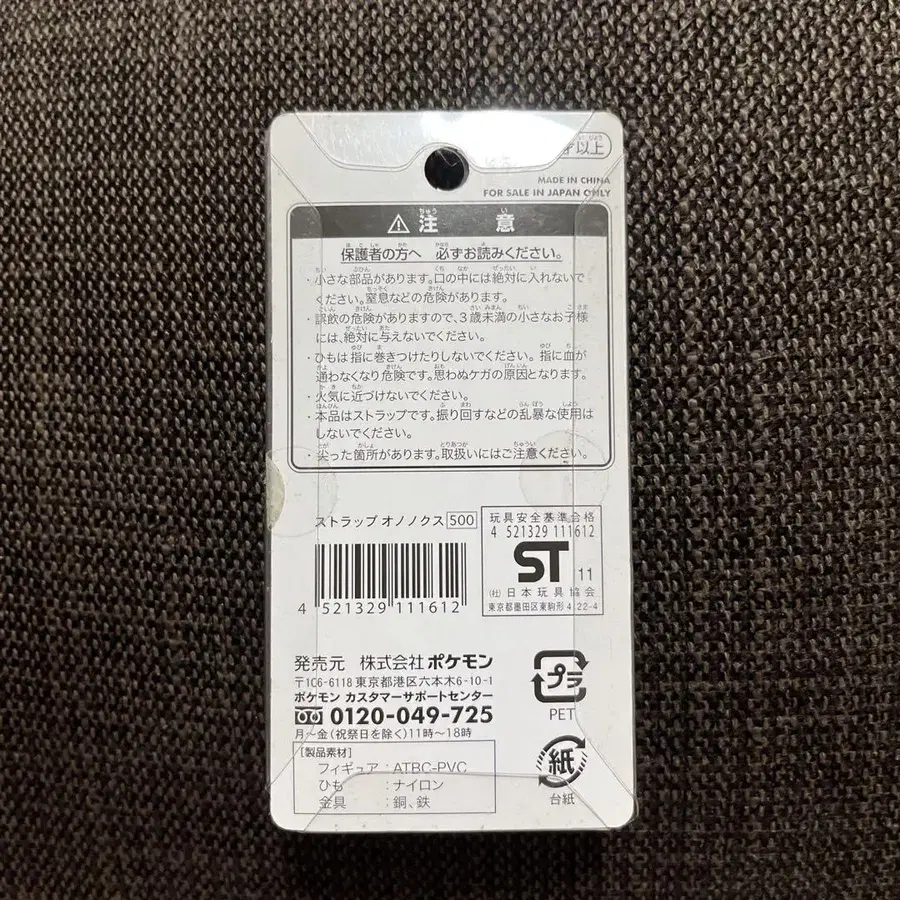 才以上
MADE IN CHINA
FOR SALE IN JAPAN ONLY
注意
保護者の方へ 必ずお読みください。
・小さな部品があります。口の中には絶対に入れないで
ください。窒息などの危険があります。
・誤飲の危険がありますので、3歳未満の小さなお子様
には、絶対に与えないでください。
・ひもは指に巻きつけたりしないでください。指に血が
通わなくなり危険です。思わぬケガの原因となります。
・火気に近づけないでください。
・本品はストラップです。振り回すなどの乱暴な使用は
しないでください。
・尖った箇所があります。取扱いにはご注意ください。
ストラップ オノノクス 500
4 521329 111612
玩具安全基準合格
4 521329 111612
ST 11
(社)日本玩具協会
東京都墨田区東駒形4-22-4
発売元 株式会社ポケモン
〒106-6118 東京都港区六本木6-10-1
ポケモン カスタマーサポートセンター
0120-049-725
月〜金(祝祭日を除く)11時〜18時
プラ
PET
紙
台紙
[製品素材]
フィギュア:ATBC-PVC
ひも:ナイロン
金具:銅、鉄